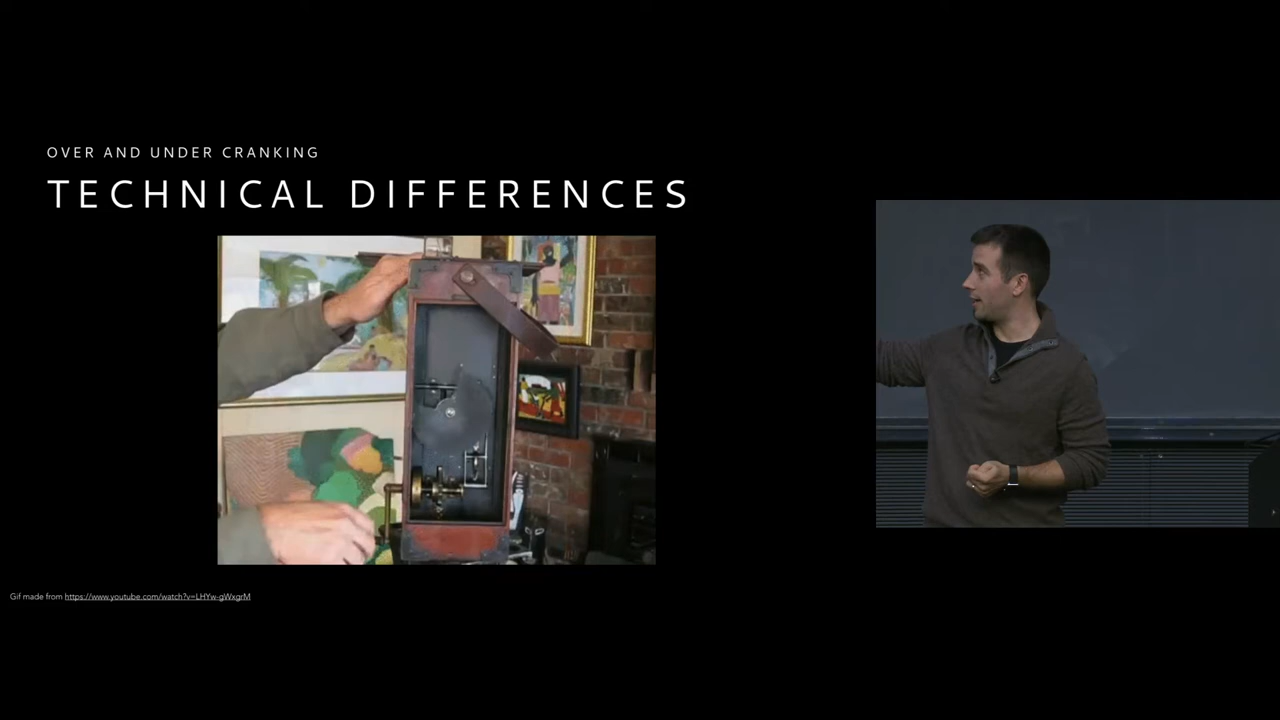 OVER AND UNDER CRANKING
TECHNICAL DIFFERENCES
Gif made from https://www.youtube.com/watch?v=LHYw-gWxgrM